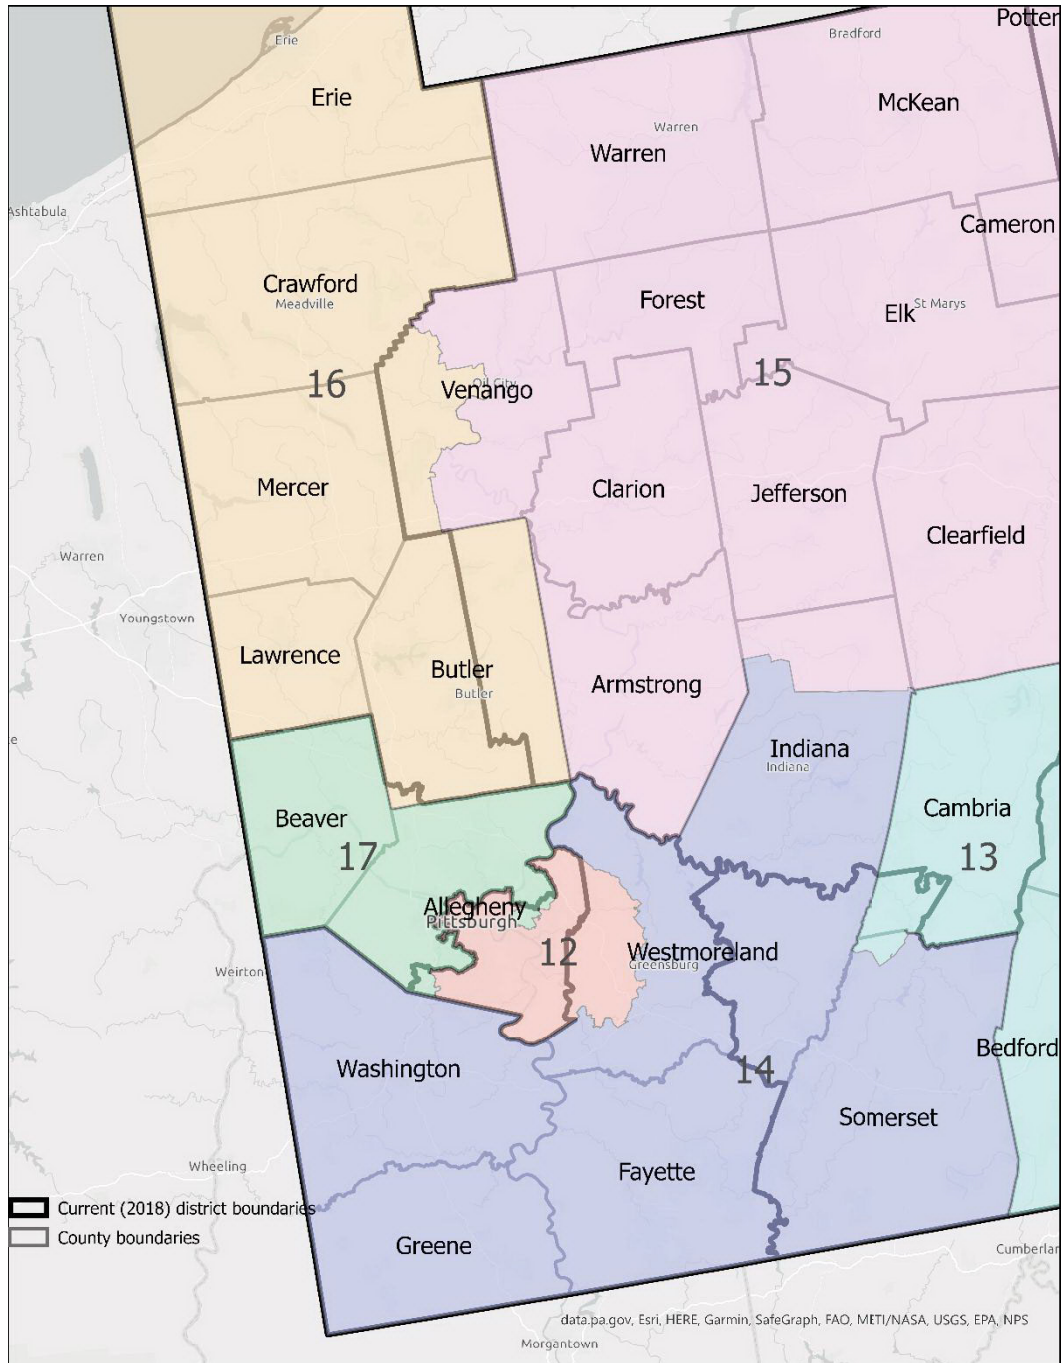 Potter
Bradford
Erie
Erie
McKean
Warren
Warren
Ashtabula
Cameron
Crawford
Meadville
Forest
St Marys
Elk
16
15
Oil City
Venango
Mercer
Clarion
Jefferson
Clearfield
Warren
Youngstown
Lawrence
Butler
Butler
Armstrong
Indiana
Indiana
Beaver
Cambria
17
13
Allegheny
Pittsburgh
12
Westmoreland
Greensburg
Weirton
Washington
14
Bedford
Somerset
Wheeling
Fayette
Current (2018) district boundaries
County boundaries
Greene
Cumberlan
data.pa.gov, Esri, HERE, Garmin, SafeGraph, FAO, METI/NASA, USGS, EPA, NPS
Morgantown